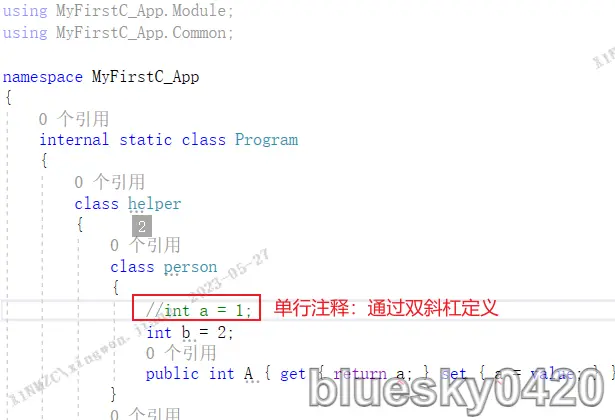 using MyFirstC_App.Module;
using MyFirstC_App.Common;
namespace MyFirstC_App
{
0 个引用
internal static class Program
{
0 个引用
class helper
{
2
0 个引用
class person
{
//int a = 1; 单行注释：通过双斜杠定义
int b = 2;
0 个引用
public int A { get { return a; } set { a = value; } }
}
0 个引用
2023-05-27
bluesky0420